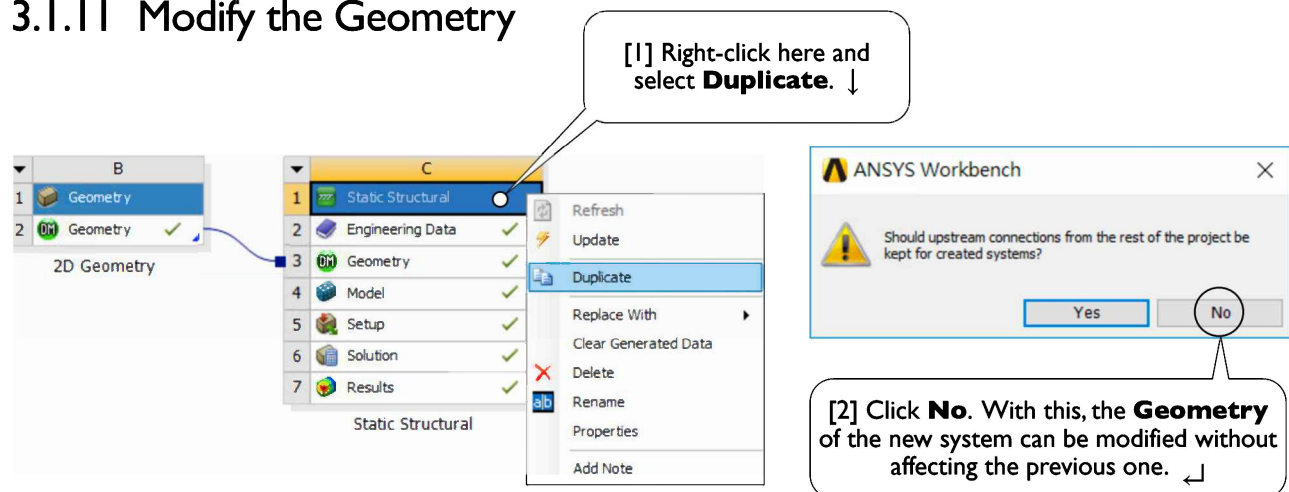 3.1.11 Modify the Geometry
[1] Right-click here and
select Duplicate. ↓
B
1 Geometry
2 DM Geometry
2D Geometry
C
1 Static Structural
2 Engineering Data
3 DM Geometry
4 Model
5 Setup
6 Solution
7 Results
Static Structural
Refresh
Update
Duplicate
Replace With
Clear Generated Data
Delete
a|b Rename
Properties
Add Note
ANSYS Workbench
Should upstream connections from the rest of the project be
kept for created systems?
Yes No
[2] Click No. With this, the Geometry
of the new system can be modified without
affecting the previous one. ↵